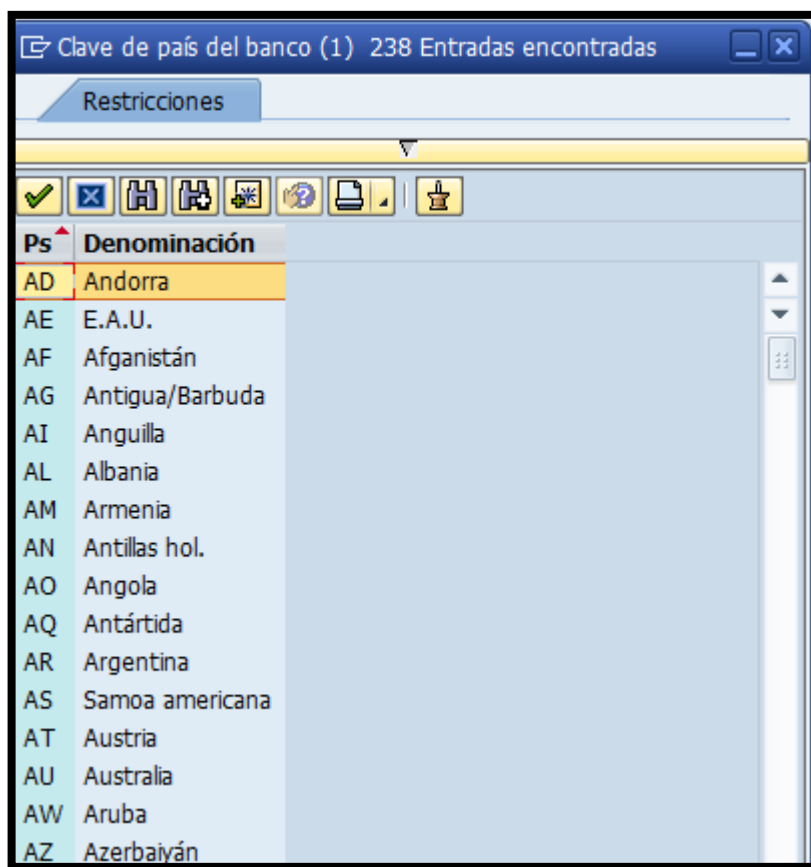 Clave de país del banco (1) 238 Entradas encontradas
Restricciones
Ps Denominación
AD Andorra
AE E.A.U.
AF Afganistán
AG Antigua/Barbuda
AI Anguilla
AL Albania
AM Armenia
AN Antillas hol.
AO Angola
AQ Antártida
AR Argentina
AS Samoa americana
AT Austria
AU Australia
AW Aruba
AZ Azerbaiyán